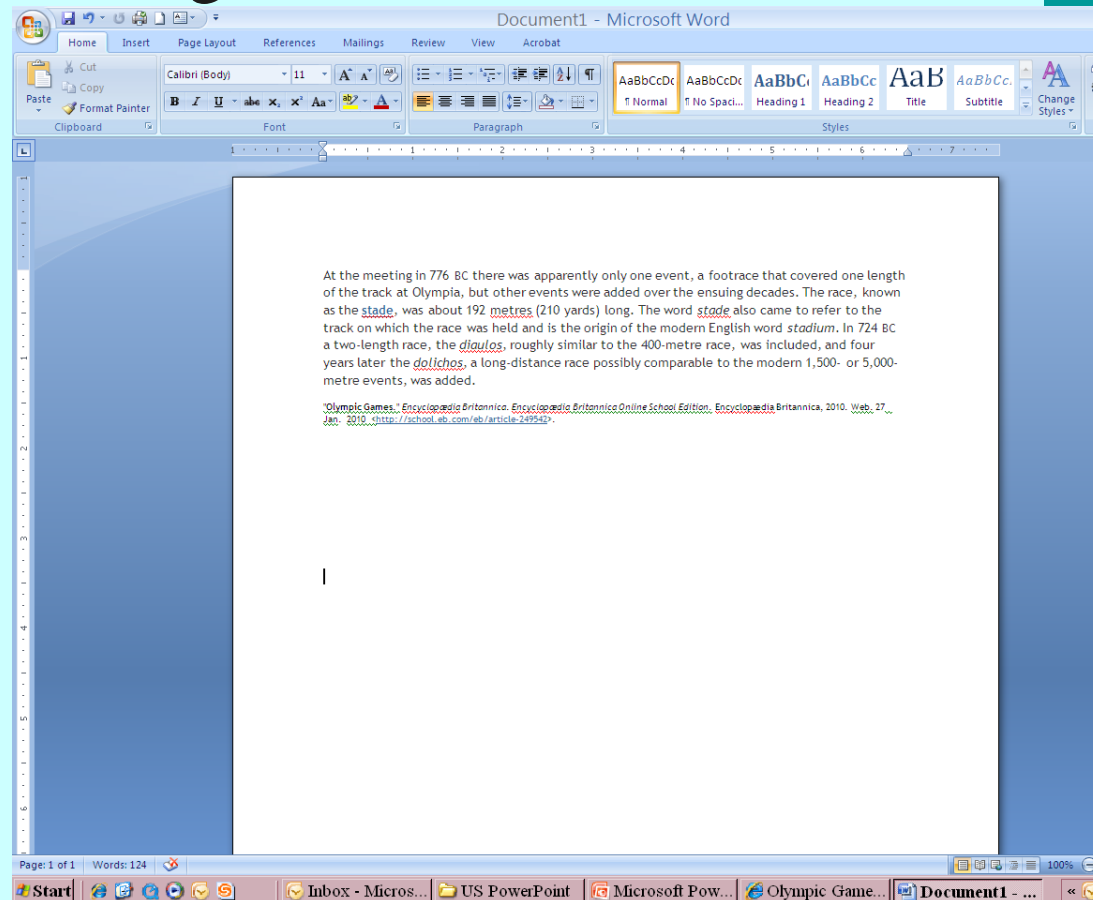 Document1 - Microsoft Word
Home Insert Page Layout References Mailings Review View Acrobat
Paste
Cut
Copy
Format Painter
Clipboard
Calibri (Body) 11
Font
Paragraph
AaBbCcDc AaBbCcDc AaBbC AaBbCc AaB AaBbCc.
¶ Normal ¶ No Spaci... Heading 1 Heading 2 Title Subtitle
Change
Styles
Styles
1 1 2 3 4 5 6 7
At the meeting in 776 BC there was apparently only one event, a footrace that covered one length
of the track at Olympia, but other events were added over the ensuing decades. The race, known
as the stade, was about 192 metres (210 yards) long. The word stade also came to refer to the
track on which the race was held and is the origin of the modern English word stadium. In 724 BC
a two-length race, the diaulos, roughly similar to the 400-metre race, was included, and four
years later the dolichos, a long-distance race possibly comparable to the modern 1,500- or 5,000-
metre events, was added.
"Olympic Games." Encyclopædia Britannica. Encyclopædia Britannica Online School Edition. Encyclopædia Britannica, 2010. Web. 27
Jan. 2010 <http://school.eb.com/eb/article-249542>.
Page: 1 of 1 Words: 124 100%
Start Inbox - Micros... US PowerPoint Microsoft Pow... Olympic Game... Document1 - ...